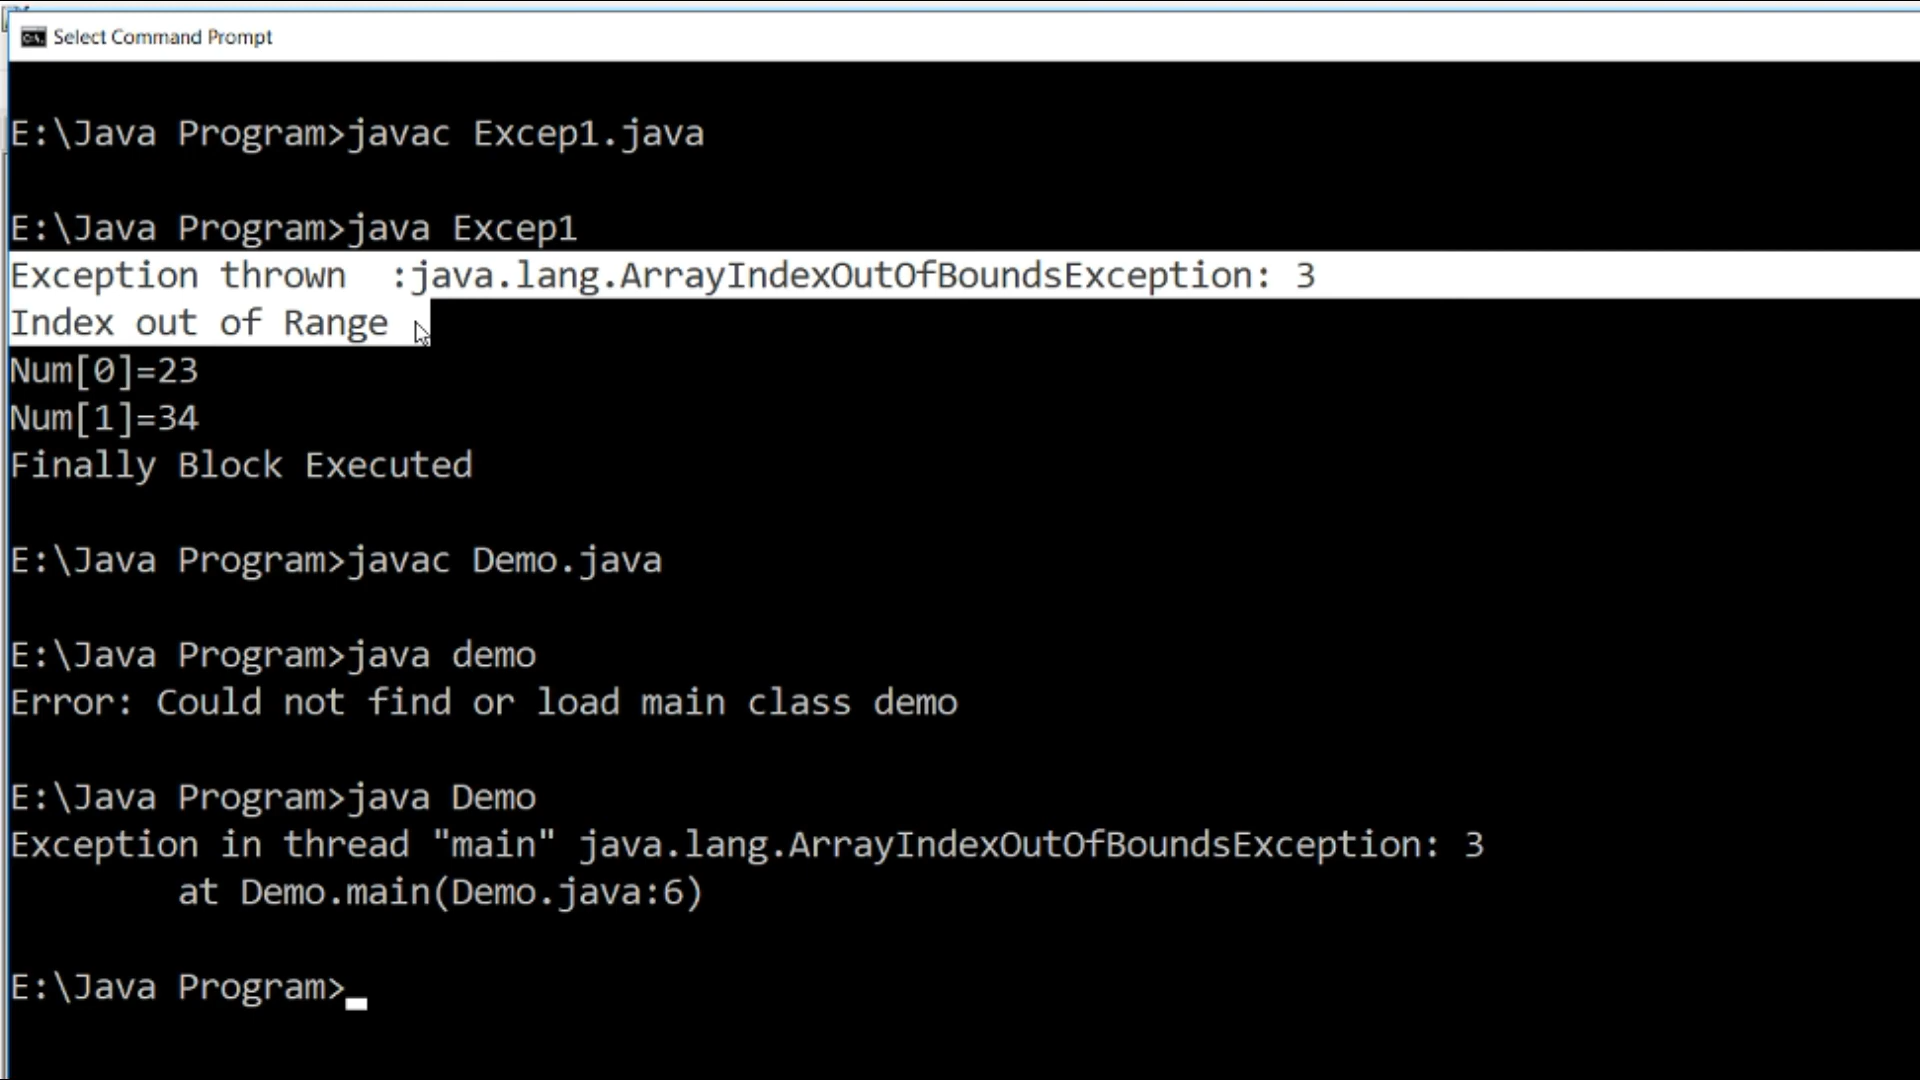 Select Command Prompt
E:\Java Program>javac Excep1.java
E:\Java Program>java Excep1
Exception thrown  :java.lang.ArrayIndexOutOfBoundsException: 3
Index out of Range
Num[0]=23
Num[1]=34
Finally Block Executed
E:\Java Program>javac Demo.java
E:\Java Program>java demo
Error: Could not find or load main class demo
E:\Java Program>java Demo
Exception in thread "main" java.lang.ArrayIndexOutOfBoundsException: 3
        at Demo.main(Demo.java:6)
E:\Java Program>